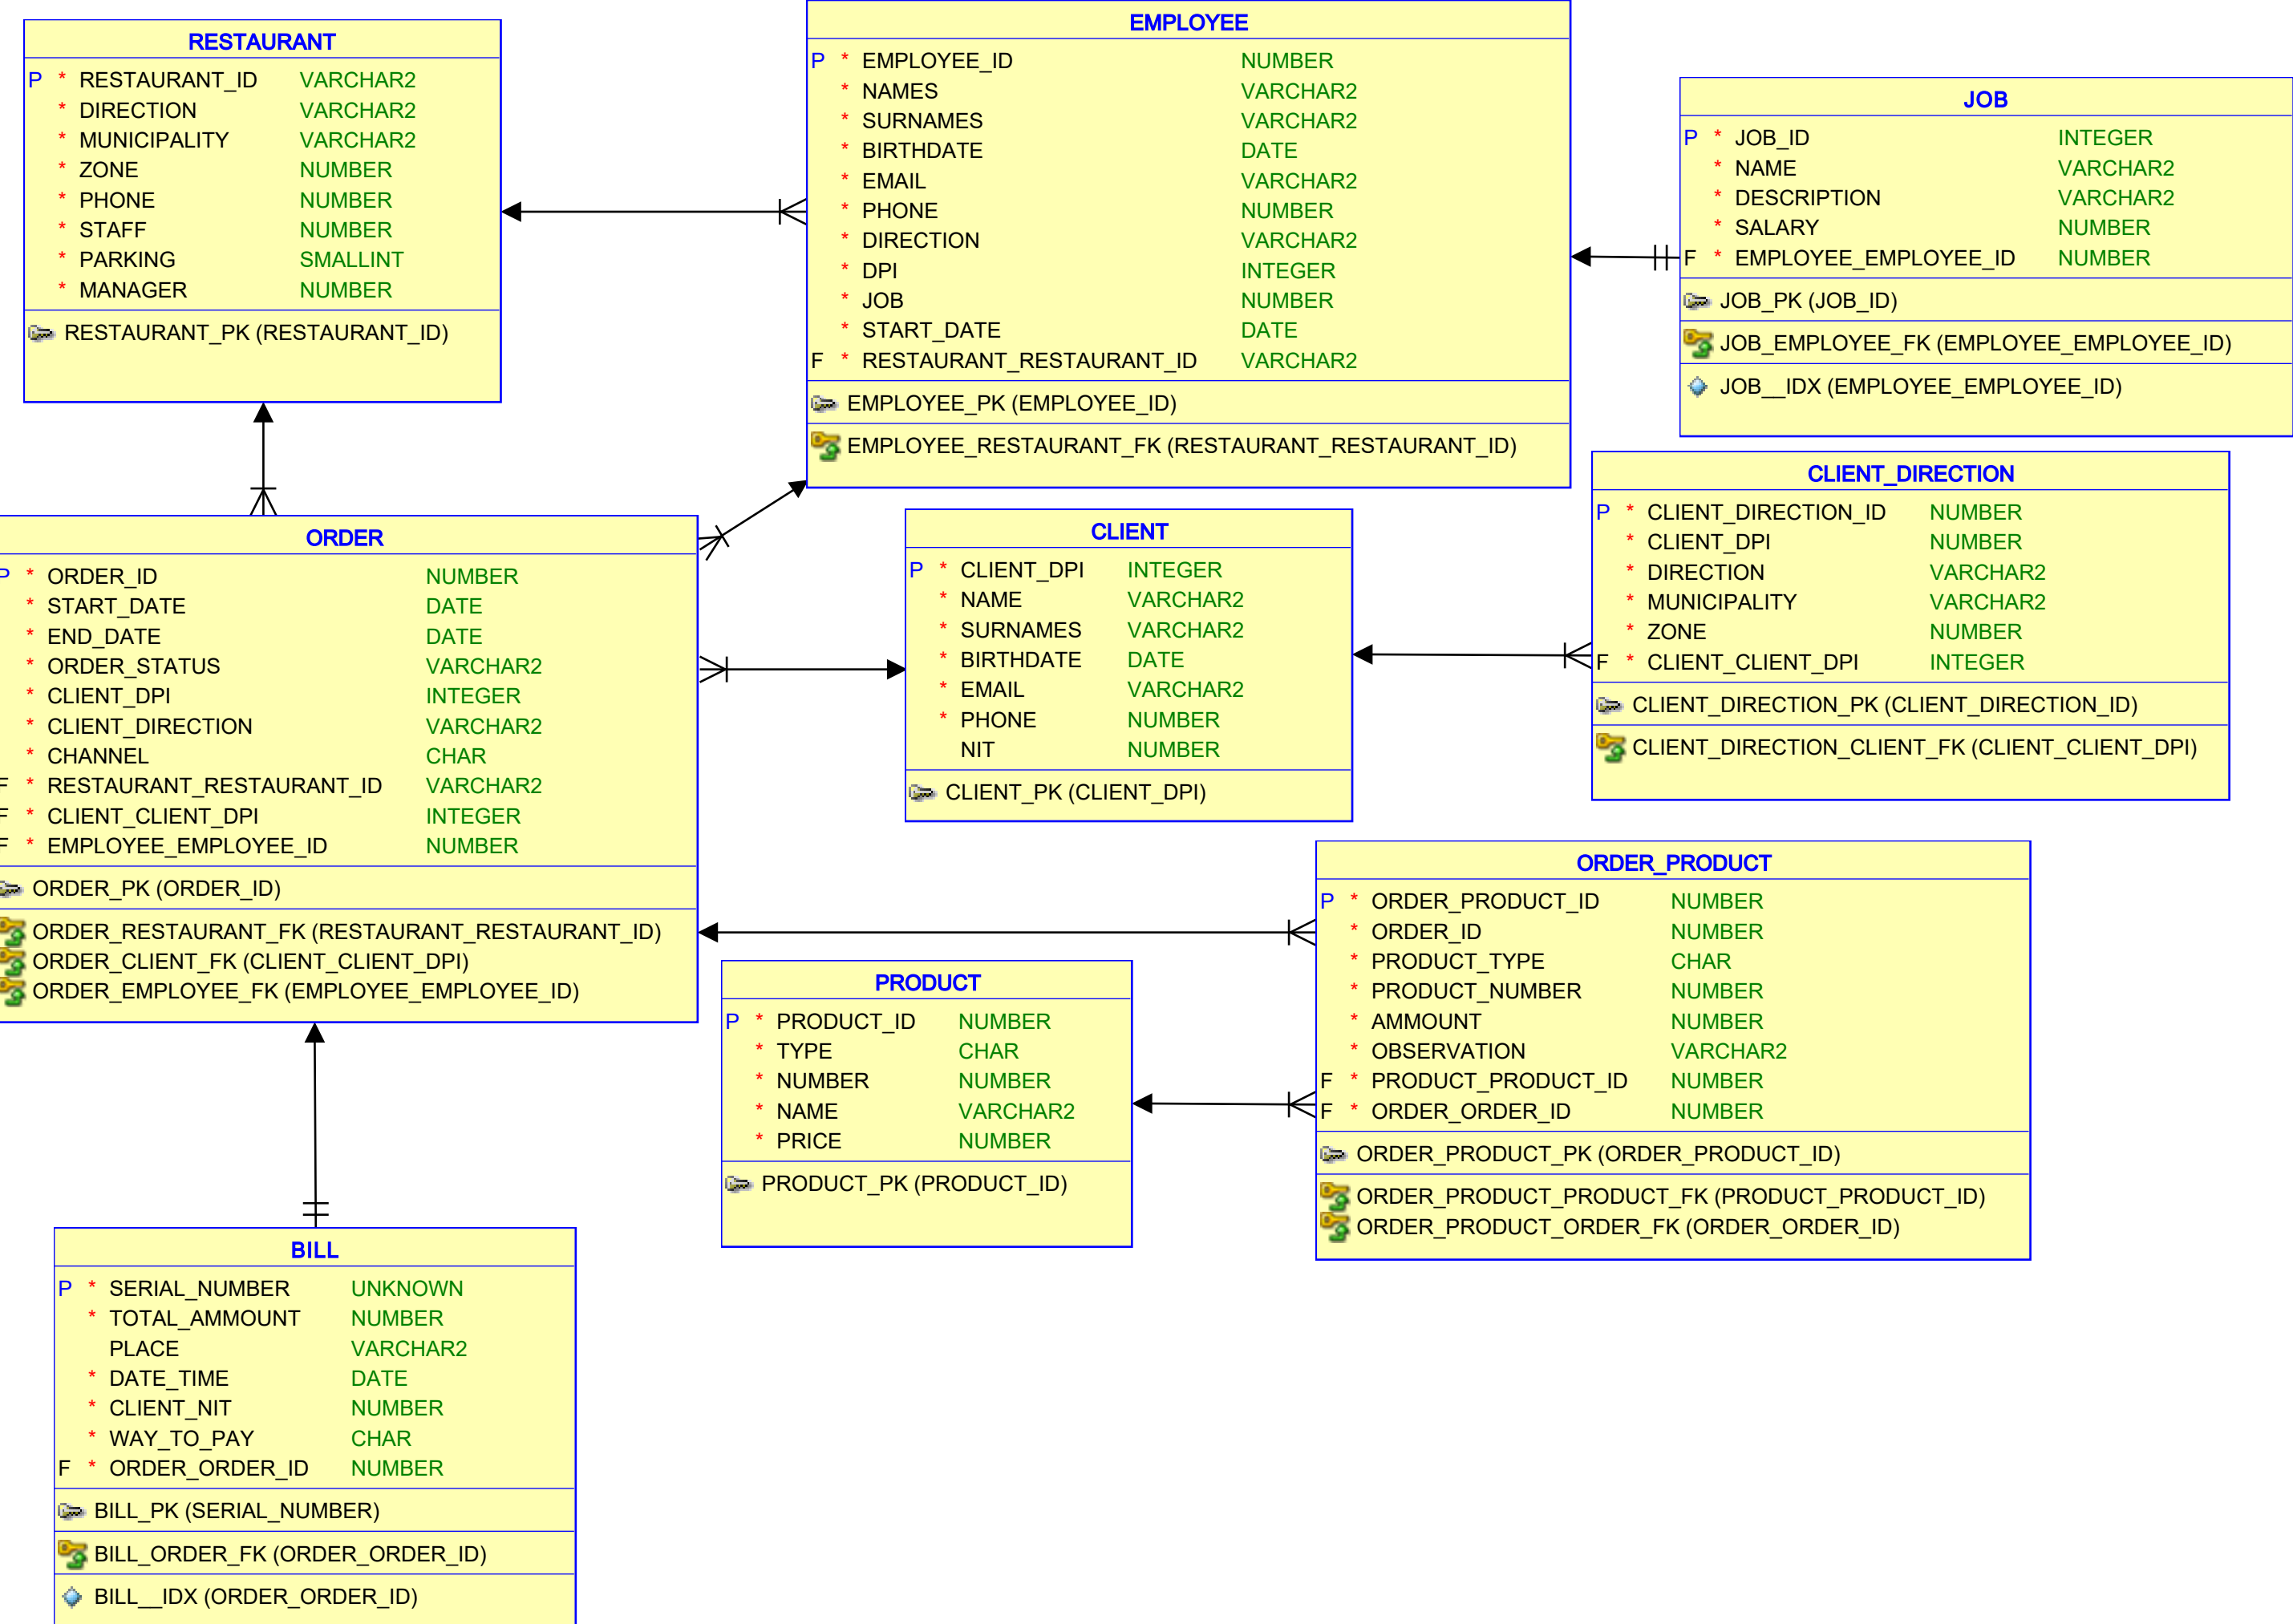 RESTAURANT
P * RESTAURANT_ID VARCHAR2
* DIRECTION VARCHAR2
* MUNICIPALITY VARCHAR2
* ZONE NUMBER
* PHONE NUMBER
* STAFF NUMBER
* PARKING SMALLINT
* MANAGER NUMBER
RESTAURANT_PK (RESTAURANT_ID)
EMPLOYEE
P * EMPLOYEE_ID NUMBER
* NAMES VARCHAR2
* SURNAMES VARCHAR2
* BIRTHDATE DATE
* EMAIL VARCHAR2
* PHONE NUMBER
* DIRECTION VARCHAR2
* DPI INTEGER
* JOB NUMBER
* START_DATE DATE
F * RESTAURANT_RESTAURANT_ID VARCHAR2
EMPLOYEE_PK (EMPLOYEE_ID)
EMPLOYEE_RESTAURANT_FK (RESTAURANT_RESTAURANT_ID)
JOB
P * JOB_ID INTEGER
* NAME VARCHAR2
* DESCRIPTION VARCHAR2
* SALARY NUMBER
F * EMPLOYEE_EMPLOYEE_ID NUMBER
JOB_PK (JOB_ID)
JOB_EMPLOYEE_FK (EMPLOYEE_EMPLOYEE_ID)
JOB__IDX (EMPLOYEE_EMPLOYEE_ID)
ORDER
P * ORDER_ID NUMBER
* START_DATE DATE
* END_DATE DATE
* ORDER_STATUS VARCHAR2
* CLIENT_DPI INTEGER
* CLIENT_DIRECTION VARCHAR2
* CHANNEL CHAR
F * RESTAURANT_RESTAURANT_ID VARCHAR2
F * CLIENT_CLIENT_DPI INTEGER
F * EMPLOYEE_EMPLOYEE_ID NUMBER
ORDER_PK (ORDER_ID)
ORDER_RESTAURANT_FK (RESTAURANT_RESTAURANT_ID)
ORDER_CLIENT_FK (CLIENT_CLIENT_DPI)
ORDER_EMPLOYEE_FK (EMPLOYEE_EMPLOYEE_ID)
CLIENT
P * CLIENT_DPI INTEGER
* NAME VARCHAR2
* SURNAMES VARCHAR2
* BIRTHDATE DATE
* EMAIL VARCHAR2
* PHONE NUMBER
NIT NUMBER
CLIENT_PK (CLIENT_DPI)
CLIENT_DIRECTION
P * CLIENT_DIRECTION_ID NUMBER
* CLIENT_DPI NUMBER
* DIRECTION VARCHAR2
* MUNICIPALITY VARCHAR2
* ZONE NUMBER
F * CLIENT_CLIENT_DPI INTEGER
CLIENT_DIRECTION_PK (CLIENT_DIRECTION_ID)
CLIENT_DIRECTION_CLIENT_FK (CLIENT_CLIENT_DPI)
PRODUCT
P * PRODUCT_ID NUMBER
* TYPE CHAR
* NUMBER NUMBER
* NAME VARCHAR2
* PRICE NUMBER
PRODUCT_PK (PRODUCT_ID)
ORDER_PRODUCT
P * ORDER_PRODUCT_ID NUMBER
* ORDER_ID NUMBER
* PRODUCT_TYPE CHAR
* PRODUCT_NUMBER NUMBER
* AMMOUNT NUMBER
* OBSERVATION VARCHAR2
F * PRODUCT_PRODUCT_ID NUMBER
F * ORDER_ORDER_ID NUMBER
ORDER_PRODUCT_PK (ORDER_PRODUCT_ID)
ORDER_PRODUCT_PRODUCT_FK (PRODUCT_PRODUCT_ID)
ORDER_PRODUCT_ORDER_FK (ORDER_ORDER_ID)
BILL
P * SERIAL_NUMBER UNKNOWN
* TOTAL_AMMOUNT NUMBER
PLACE VARCHAR2
* DATE_TIME DATE
* CLIENT_NIT NUMBER
* WAY_TO_PAY CHAR
F * ORDER_ORDER_ID NUMBER
BILL_PK (SERIAL_NUMBER)
BILL_ORDER_FK (ORDER_ORDER_ID)
BILL__IDX (ORDER_ORDER_ID)